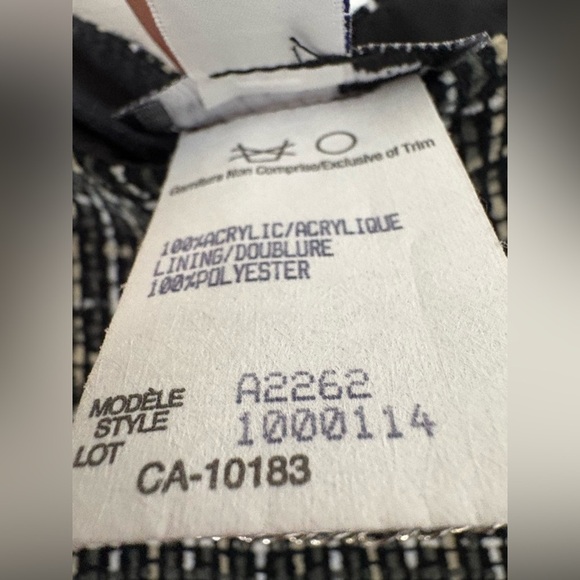 Garniture Non Comprise/Exclusive of Trim
100%ACRYLIC/ACRYLIQUE
LINING/DOUBLURE
100%POLYESTER
MODÈLE A2262
STYLE
LOT 1000114
CA-10183